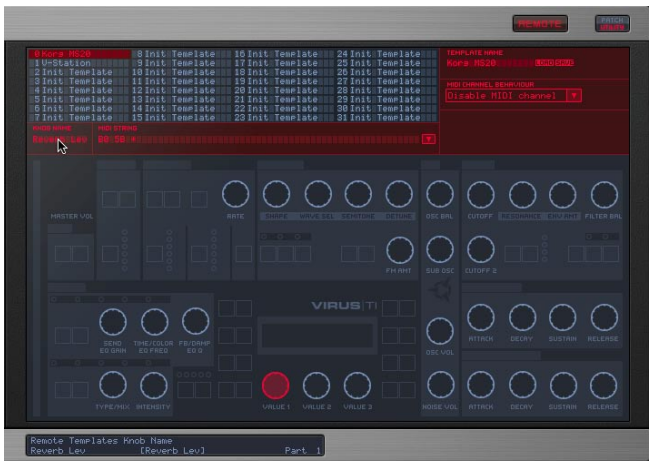 REMOTE
PATCH
0 Korg MS20 8 Init Template 16 Init Template 24 Init Template
1 V-Station 9 Init Template 17 Init Template 25 Init Template
2 Init Template 10 Init Template 18 Init Template 26 Init Template
3 Init Template 11 Init Template 19 Init Template 27 Init Template
4 Init Template 12 Init Template 20 Init Template 28 Init Template
5 Init Template 13 Init Template 21 Init Template 29 Init Template
6 Init Template 14 Init Template 22 Init Template 30 Init Template
7 Init Template 15 Init Template 23 Init Template 31 Init Template
TEMPLATE NAME
Korg MS20 LOAD SAVE
MIDI CHANNEL BEHAVIOUR
Disable MIDI channel
KNOB NAME MIDI STRING
Reverb Lev
MASTER VOL RATE SHAPE WAVE SEL SEMITONE DETUNE OSC BAL CUTOFF RESONANCE ENV AMT FILTER BAL
FM AMT SUB OSC CUTOFF 2
VIRUS TI
SEND TIME/COLOR FB/DAMP
EQ GAIN EQ FREQ EQ Q
OSC VOL ATTACK DECAY SUSTAIN RELEASE
TYPE/MIX INTENSITY VALUE 1 VALUE 2 VALUE 3 NOISE VOL ATTACK DECAY SUSTAIN RELEASE
Remote Templates Knob Name
Reverb Lev [Reverb Lev] Part 1